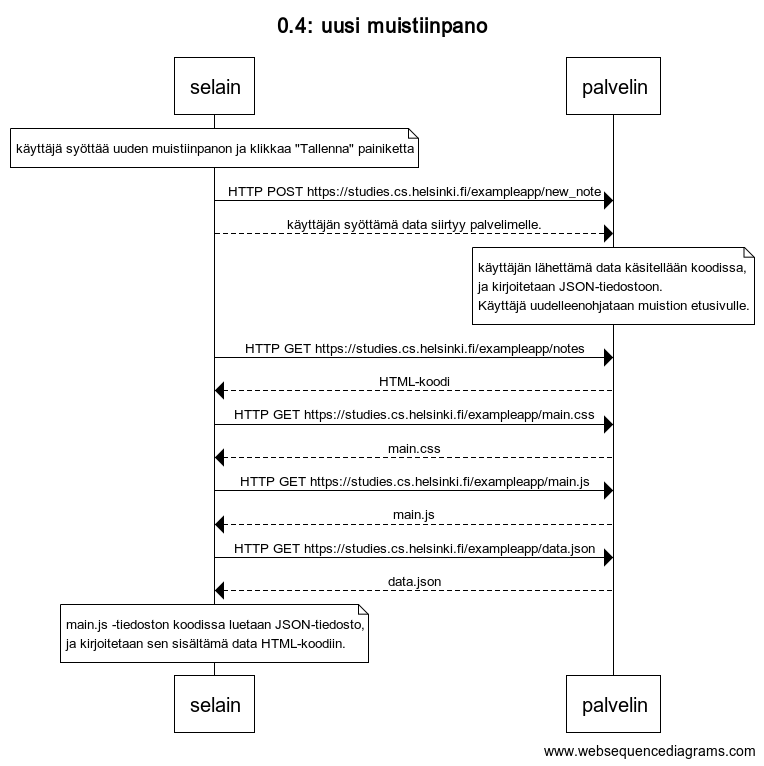 0.4: uusi muistiinpano
selain
palvelin
käyttäjä syöttää uuden muistiinpanon ja klikkaa "Tallenna" painiketta
HTTP POST https://studies.cs.helsinki.fi/exampleapp/new_note
käyttäjän syöttämä data siirtyy palvelimelle.
käyttäjän lähettämä data käsitellään koodissa,
ja kirjoitetaan JSON-tiedostoon.
Käyttäjä uudelleenohjataan muistion etusivulle.
HTTP GET https://studies.cs.helsinki.fi/exampleapp/notes
HTML-koodi
HTTP GET https://studies.cs.helsinki.fi/exampleapp/main.css
main.css
HTTP GET https://studies.cs.helsinki.fi/exampleapp/main.js
main.js
HTTP GET https://studies.cs.helsinki.fi/exampleapp/data.json
data.json
main.js -tiedoston koodissa luetaan JSON-tiedosto,
ja kirjoitetaan sen sisältämä data HTML-koodiin.
selain
palvelin
www.websequencediagrams.com